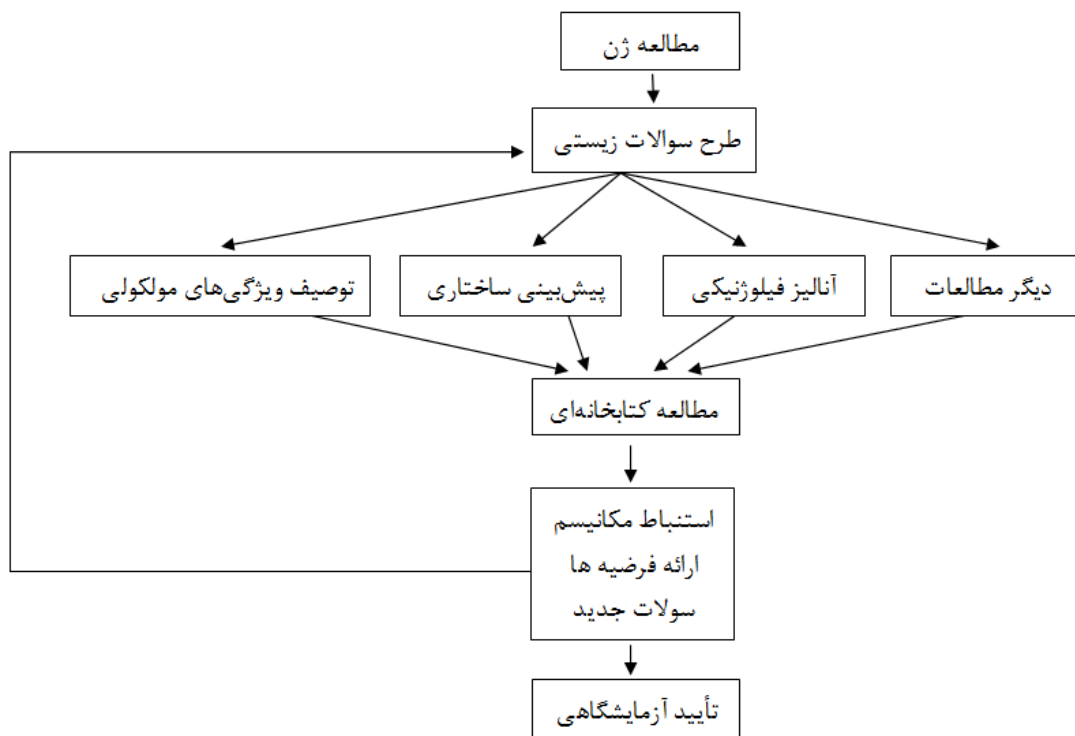 مطالعه ژن
طرح سوالات زیستی
دیگر مطالعات
آنالیز فیلوژنیکی
پیش‌بینی ساختاری
توصیف ویژگی‌های مولکولی
مطالعه کتابخانه‌ای
استنباط مکانیسم
ارائه فرضیه ها
سولات جدید
تأیید آزمایشگاهی